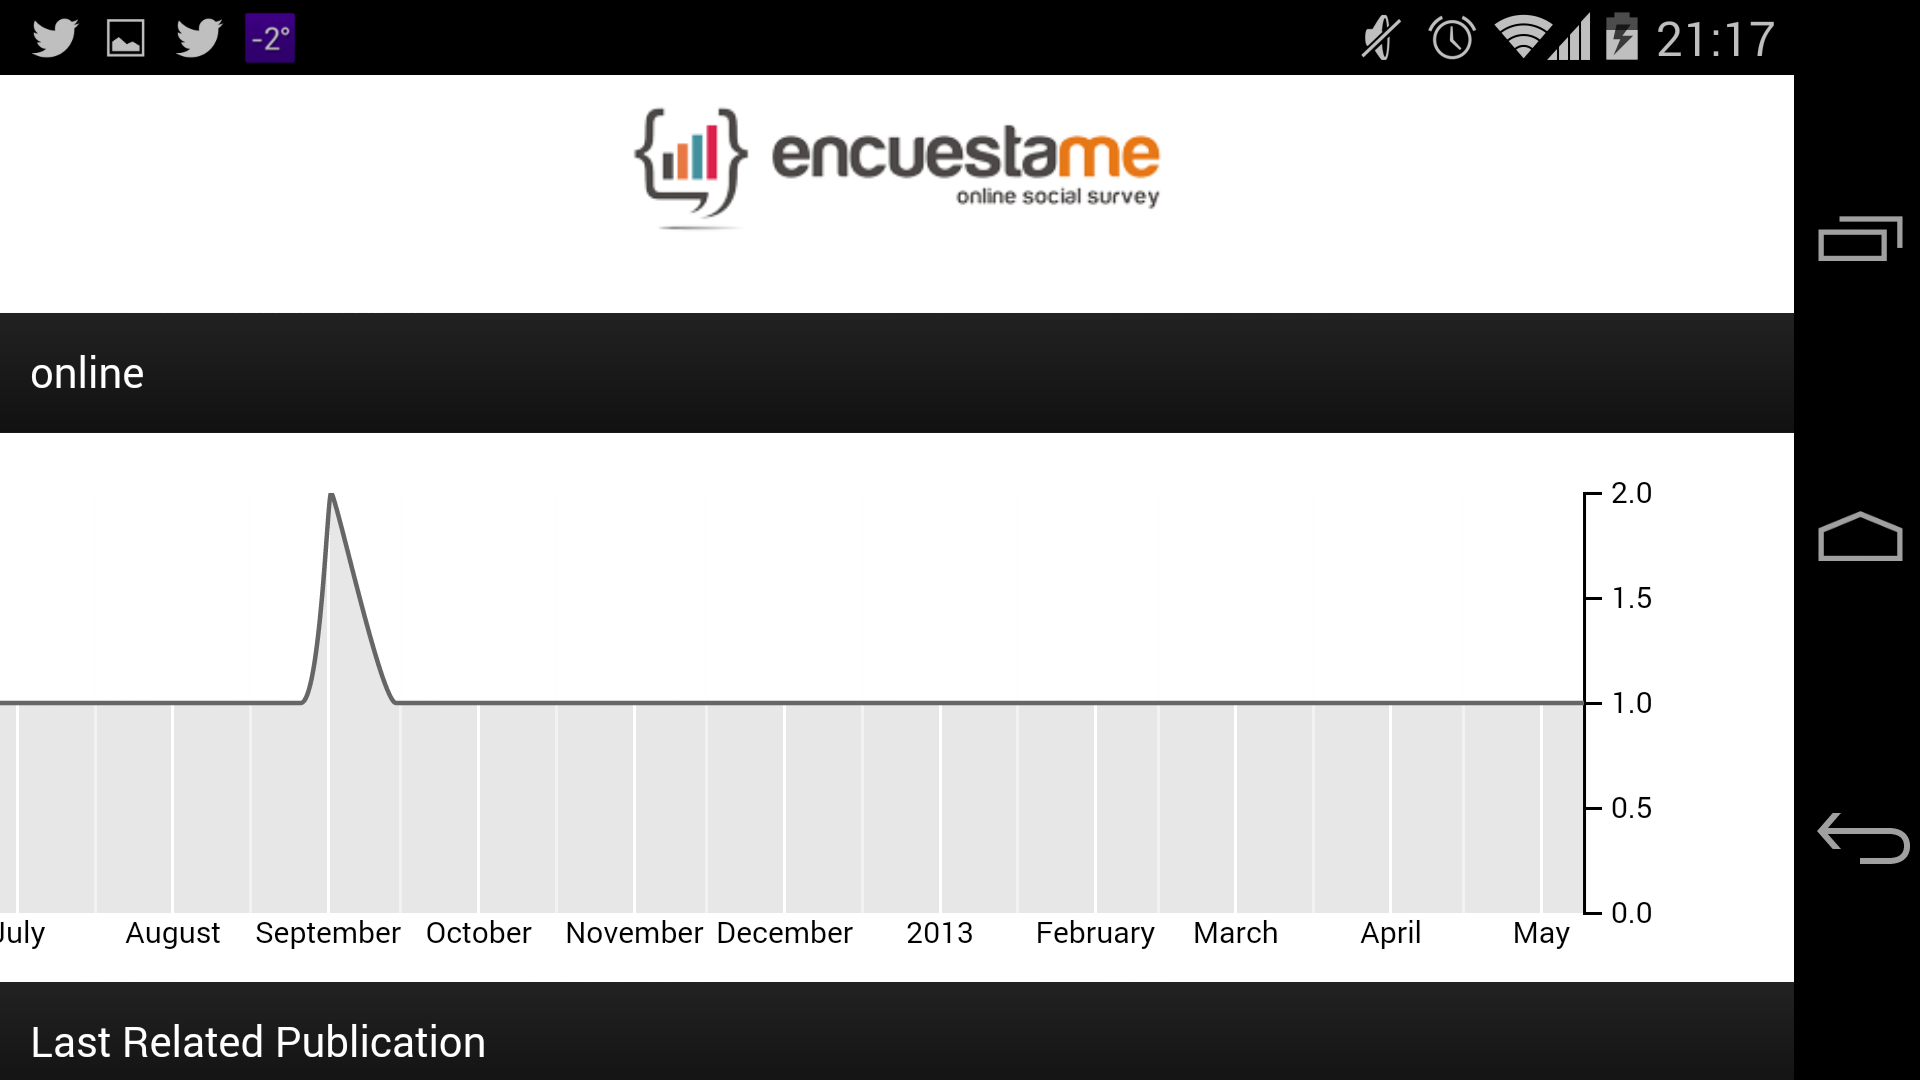 -2° 21:17
encuestame
online social survey
online
2.0
1.5
1.0
0.5
0.0
July August September October November December 2013 February March April May
Last Related Publication